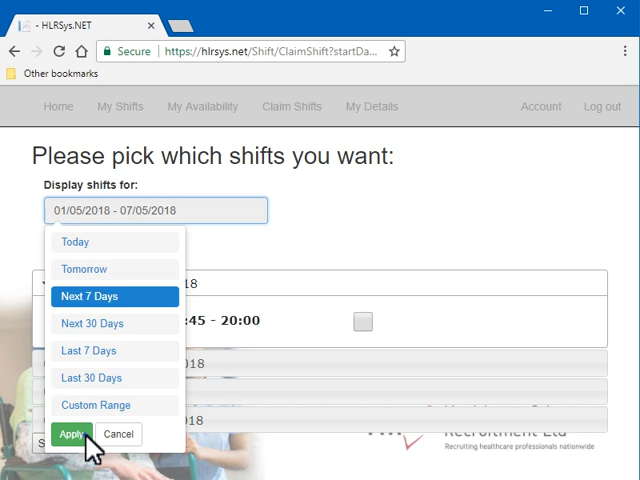 - HLRSys.NET
Secure https://hlrsys.net/Shift/ClaimShift?startDa...
Other bookmarks
Home My Shifts My Availability Claim Shifts My Details Account Log out
Please pick which shifts you want:
Display shifts for:
01/05/2018 - 07/05/2018
Today
Tomorrow
Next 7 Days
Next 30 Days
Last 7 Days
Last 30 Days
Custom Range
Apply Cancel
18
:45 - 20:00
018
018
Recruitment Ltd
Recruiting healthcare professionals nationwide